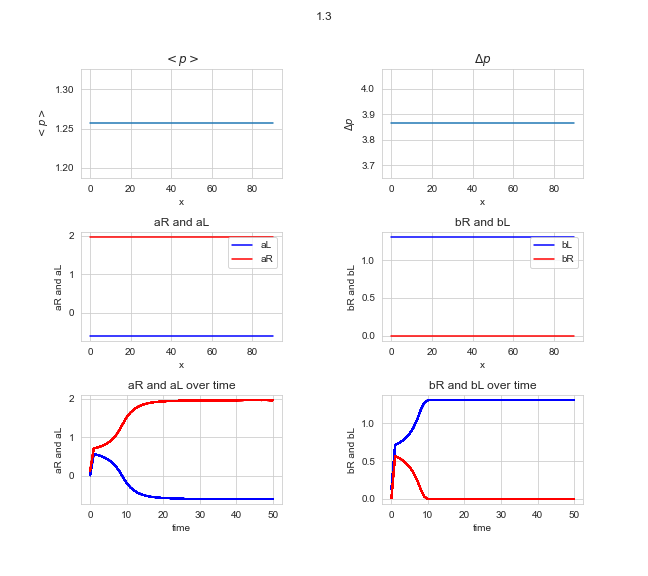 1.3
< p >
1.30
1.25
1.20
< p >
0 20 40 60 80
x
Δp
4.0
3.9
3.8
3.7
Δp
0 20 40 60 80
x
aR and aL
2
1
0
aR and aL
aL
aR
0 20 40 60 80
x
bR and bL
1.0
0.5
0.0
bR and bL
bL
bR
0 20 40 60 80
x
aR and aL over time
2
1
0
aR and aL
0 10 20 30 40 50
time
bR and bL over time
1.0
0.5
0.0
bR and bL
0 10 20 30 40 50
time